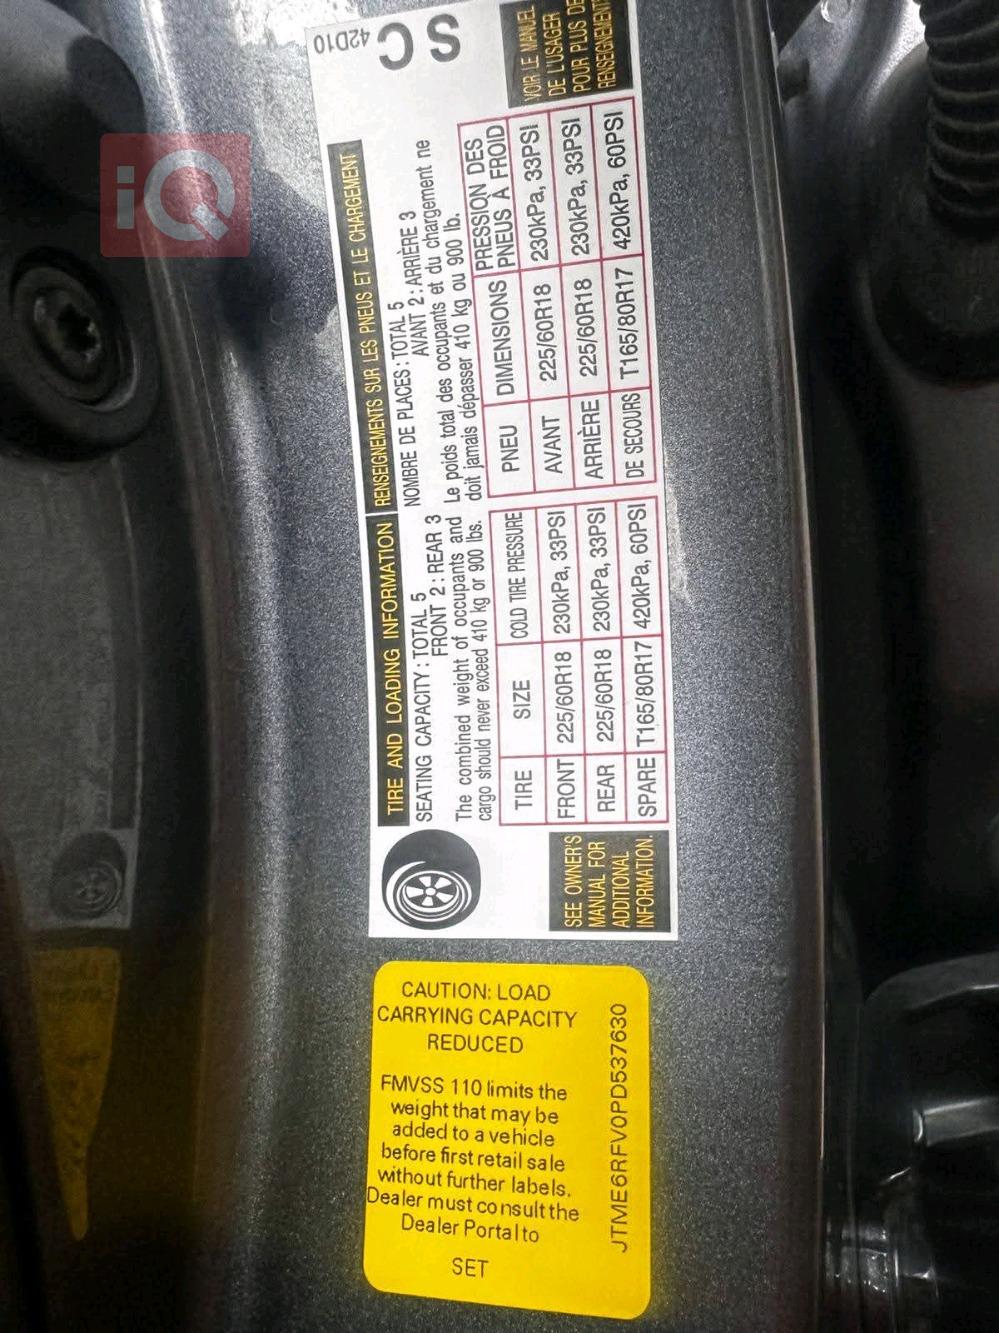 iQ
TIRE AND LOADING INFORMATION
SEATING CAPACITY : TOTAL 5
FRONT 2 : REAR 3
The combined weight of occupants and
cargo should never exceed 410 kg or 900 lbs.
TIRE SIZE COLD TIRE PRESSURE
FRONT 225/60R18 230kPa, 33PSI
REAR 225/60R18 230kPa, 33PSI
SPARE T165/80R17 420kPa, 60PSI
SEE OWNER'S
MANUAL FOR
ADDITIONAL
INFORMATION.
RENSEIGNEMENTS SUR LES PNEUS ET LE CHARGEMENT
NOMBRE DE PLACES : TOTAL 5
AVANT 2 : ARRIÈRE 3
Le poids total des occupants et du chargement ne
doit jamais dépasser 410 kg ou 900 lb.
PNEU DIMENSIONS PRESSION DES
PNEUS À FROID
AVANT 225/60R18 230kPa, 33PSI
ARRIÈRE 225/60R18 230kPa, 33PSI
DE SECOURS T165/80R17 420kPa, 60PSI
VOIR LE MANUEL
DE L'USAGER
POUR PLUS DE
RENSEIGNEMENTS
42D10
SC
CAUTION: LOAD
CARRYING CAPACITY
REDUCED
FMVSS 110 limits the
weight that may be
added to a vehicle
before first retail sale
without further labels.
Dealer must consult the
Dealer Portal to
SET
JTME6RFV0PD537630